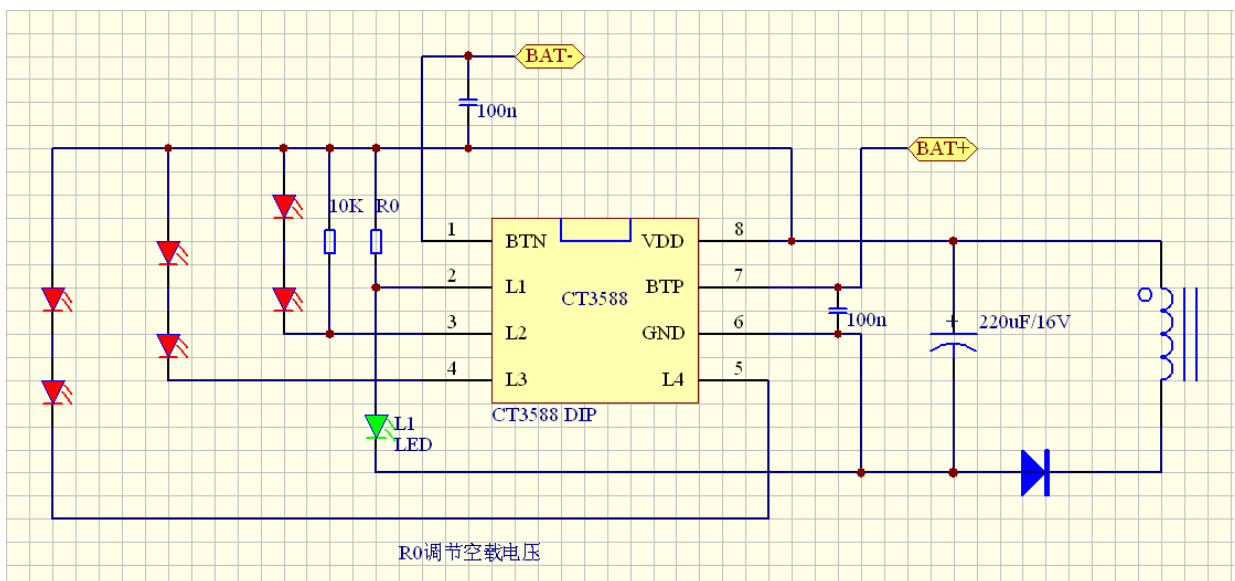 BAT-
100n
BAT+
10K R0
1 BTN VDD 8
2 L1 BTP 7
CT3588
100n
220uF/16V
3 L2 GND 6
4 L3 L4 5
CT3588 DIP
L1
LED
R0调节空载电压